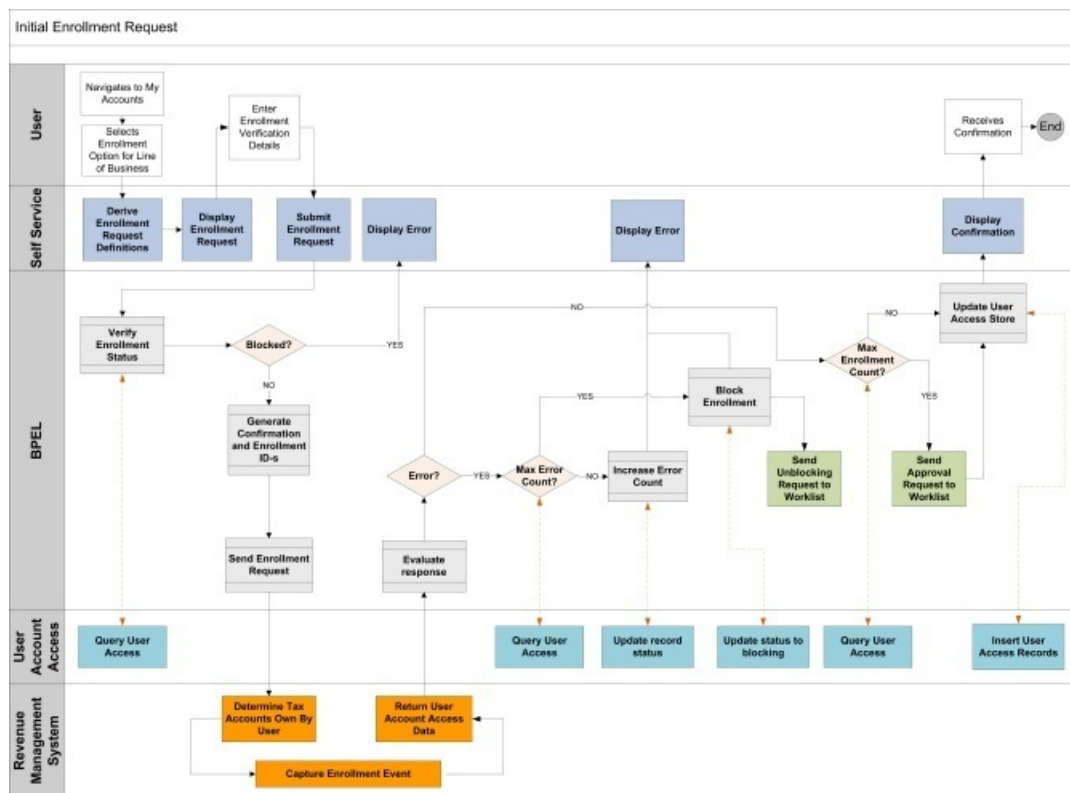 Initial Enrollment Request
User
Navigates to My
Accounts
Selects
Enrollment
Option for Line
of Business
Enter
Enrollment
Verification
Details
Receives
Confirmation
End
Self Service
Derive
Enrollment
Request
Definitions
Display
Enrollment
Request
Submit
Enrollment
Request
Display Error
Display Error
Display
Confirmation
BPEL
Verify
Enrollment
Status
Blocked?
YES
NO
Generate
Confirmation
and Enrollment
ID-s
Send Enrollment
Request
Evaluate
response
Error?
NO
YES
Max Error
Count?
YES
NO
Increase Error
Count
Block
Enrollment
Send
Unblocking
Request to
Worklist
Max
Enrollment
Count?
NO
YES
Send
Approval
Request to
Worklist
Update User
Access Store
User
Account
Access
Query User
Access
Query User
Access
Update record
status
Update status to
blocking
Query User
Access
Insert User
Access Records
Revenue
Management
System
Determine Tax
Accounts Own By
User
Return User
Account Access
Data
Capture Enrollment Event